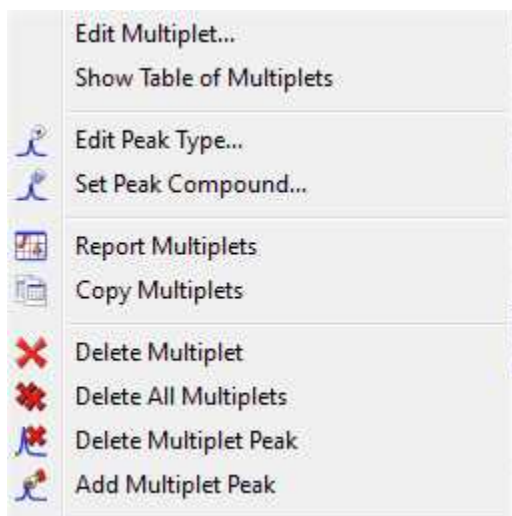 Edit Multiplet...
Show Table of Multiplets
Edit Peak Type...
Set Peak Compound...
Report Multiplets
Copy Multiplets
Delete Multiplet
Delete All Multiplets
Delete Multiplet Peak
Add Multiplet Peak